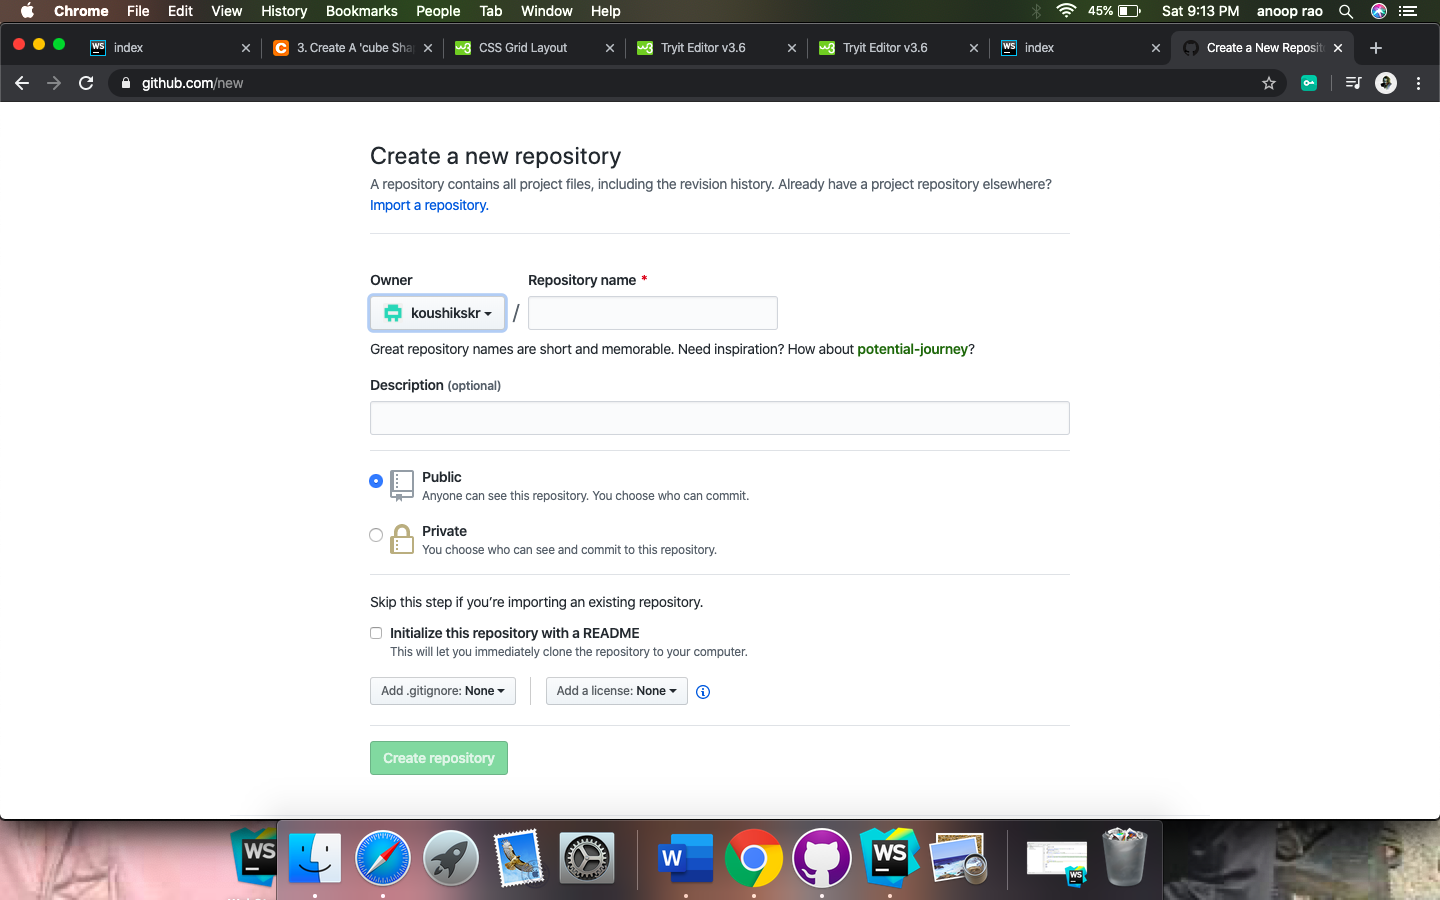 Chrome File Edit View History Bookmarks People Tab Window Help 45% Sat 9:13 PM anoop rao
WS index 3. Create A 'cube Sha CSS Grid Layout Tryit Editor v3.6 Tryit Editor v3.6 WS index Create a New Reposit
github.com/new
Create a new repository
A repository contains all project files, including the revision history. Already have a project repository elsewhere?
Import a repository.
Owner Repository name *
koushikskr /
Great repository names are short and memorable. Need inspiration? How about potential-journey?
Description (optional)
Public
Anyone can see this repository. You choose who can commit.
Private
You choose who can see and commit to this repository.
Skip this step if you’re importing an existing repository.
Initialize this repository with a README
This will let you immediately clone the repository to your computer.
Add .gitignore: None Add a license: None
Create repository
WS W WS WS